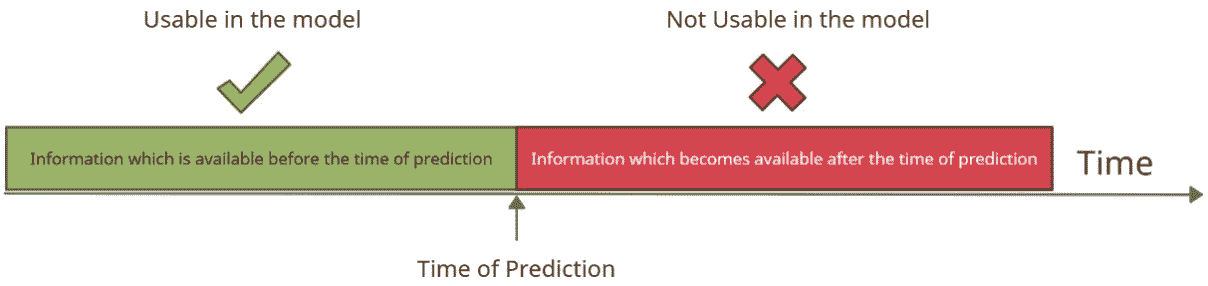 Usable in the model
Not Usable in the model
Information which is available before the time of prediction
Information which becomes available after the time of prediction
Time
Time of Prediction